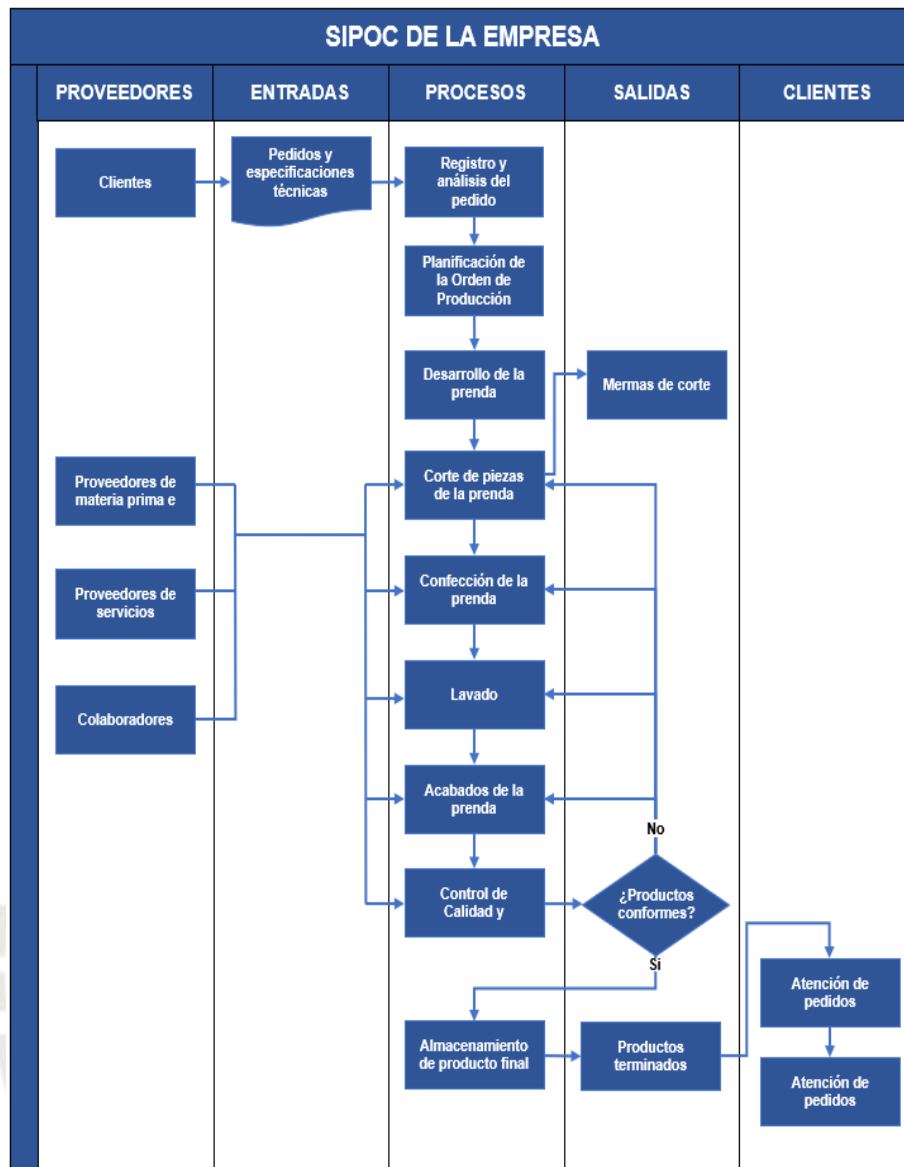 SIPOC DE LA EMPRESA
PROVEEDORES
ENTRADAS
PROCESOS
SALIDAS
CLIENTES
Clientes
Pedidos y
especificaciones
técnicas
Registro y
análisis del
pedido
Planificación de
la Orden de
Producción
Desarrollo de la
prenda
Mermas de corte
Proveedores de
materia prima e
Corte de piezas
de la prenda
Proveedores de
servicios
Confección de la
prenda
Colaboradores
Lavado
Acabados de la
prenda
No
Control de
Calidad y
¿Productos
conformes?
Si
Atención de
pedidos
Almacenamiento
de producto final
Productos
terminados
Atención de
pedidos